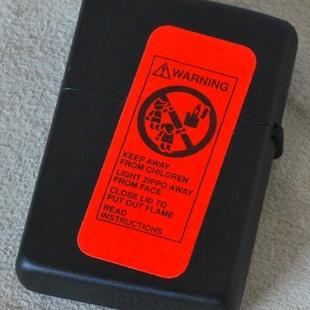 WARNING
KEEP AWAY
FROM CHILDREN
LIGHT ZIPPO AWAY
FROM FACE
CLOSE LID TO
PUT OUT FLAME
READ
INSTRUCTIONS